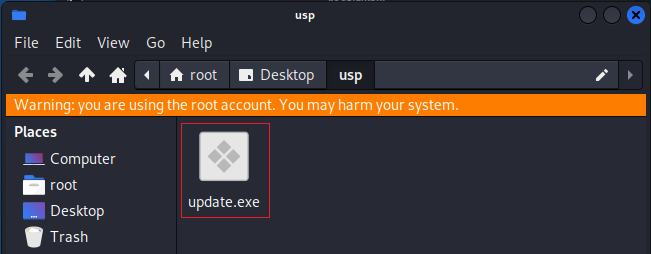 usp
File Edit View Go Help
root Desktop usp
Warning: you are using the root account. You may harm your system.
Places
Computer
root
Desktop
Trash
update.exe